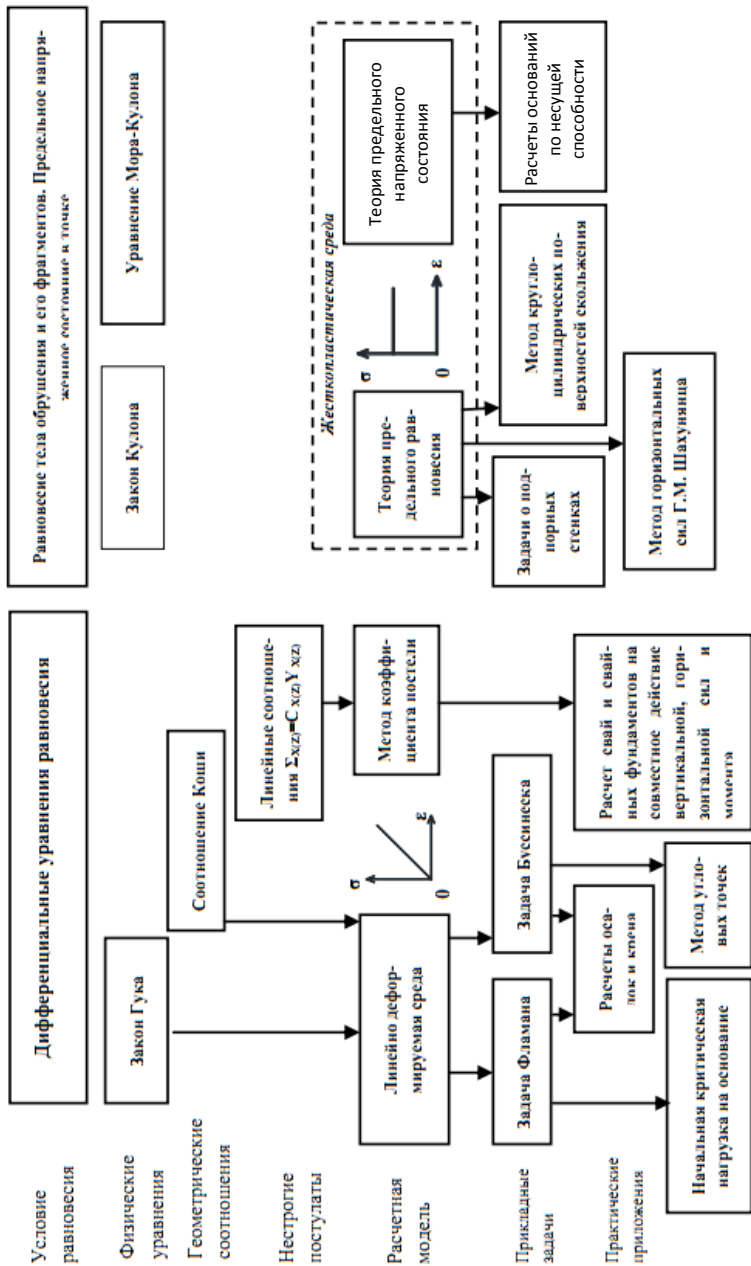 Условие
равновесия
Дифференциальные уравнения равновесия
Равновесие тела обрушения и его фрагментов. Предельное напря-
женное состояние в точке
Физические
уравнения
Закон Гука
Закон Кулона
Уравнение Мора-Кулона
Геометрические
соотношения
Соотношение Коши
Нестрогие
постулаты
Линейные соотноше-
ния Σx(z)=C x(z)Y x(z)
Жесткопластическая среда
Расчетная
модель
Линейно дефор-
мируемая среда
σ
0
ε
Метод коэффи-
циента постели
Теория пре-
дельного рав-
новесия
σ
0
ε
Теория предельного
напряженного
состояния
Прикладные
задачи
Задача Фламана
Задача Буссинеска
Задачи о под-
порных
стенках
Метод кругло-
цилиндрических по-
верхностей скольжения
Расчеты оснований
по несущей
способности
Практические
приложения
Расчеты оса-
док и крена
Начальная критическая
нагрузка на основание
Метод угло-
вых точек
Расчет свай и свай-
ных фундаментов на
совместное действие
вертикальной, гори-
зонтальной сил и
момента
Метод горизонтальных
сил Г.М. Шахунянца